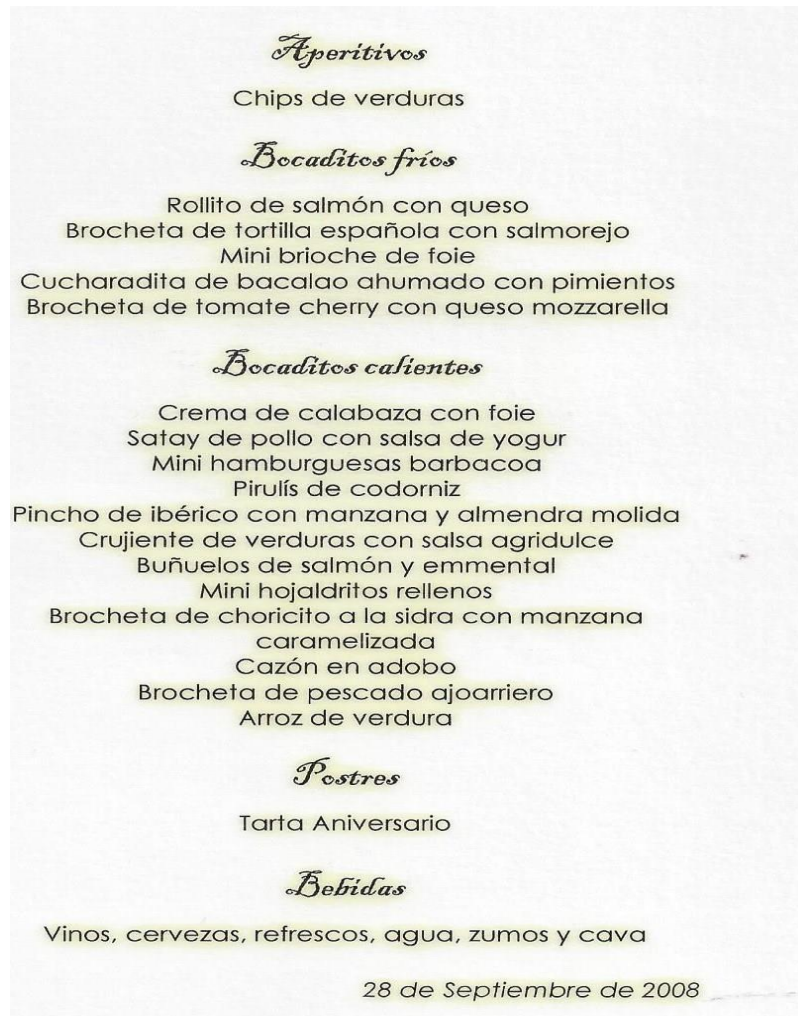 Aperitivos
Chips de verduras
Bocaditos fríos
Rollito de salmón con queso
Brocheta de tortilla española con salmorejo
Mini brioche de foie
Cucharadita de bacalao ahumado con pimientos
Brocheta de tomate cherry con queso mozzarella
Bocaditos calientes
Crema de calabaza con foie
Satay de pollo con salsa de yogur
Mini hamburguesas barbacoa
Pirulís de codorniz
Pincho de ibérico con manzana y almendra molida
Crujiente de verduras con salsa agridulce
Buñuelos de salmón y emmental
Mini hojaldritos rellenos
Brocheta de choricito a la sidra con manzana
caramelizada
Cazón en adobo
Brocheta de pescado ajoarriero
Arroz de verdura
Postres
Tarta Aniversario
Bebidas
Vinos, cervezas, refrescos, agua, zumos y cava
28 de Septiembre de 2008